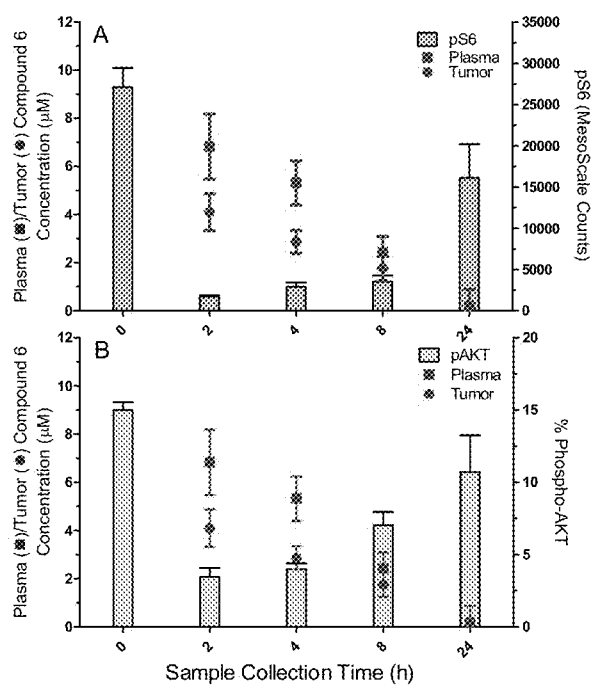 A
pS6
Plasma
Tumor
Plasma (■)/Tumor (●) Compound 6
Concentration (μM)
12
10
8
6
4
2
0
35000
30000
25000
20000
15000
10000
5000
0
pS6 (MesoScale Counts)
0
2
4
8
24
B
pAKT
Plasma
Tumor
Plasma (■)/Tumor (●) Compound 6
Concentration (μM)
12
10
8
6
4
2
0
20
15
10
5
0
% Phospho-AKT
0
2
4
8
24
Sample Collection Time (h)